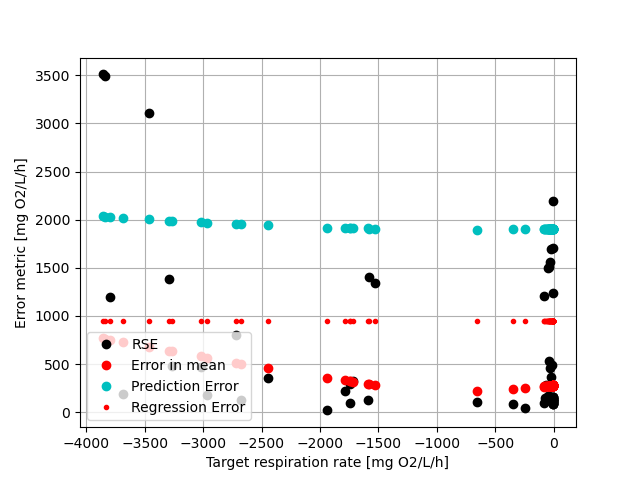 3500
3000
2500
2000
1500
1000
500
0
Error metric [mg O2/L/h]
RSE
Error in mean
Prediction Error
Regression Error
−4000 −3500 −3000 −2500 −2000 −1500 −1000 −500 0
Target respiration rate [mg O2/L/h]